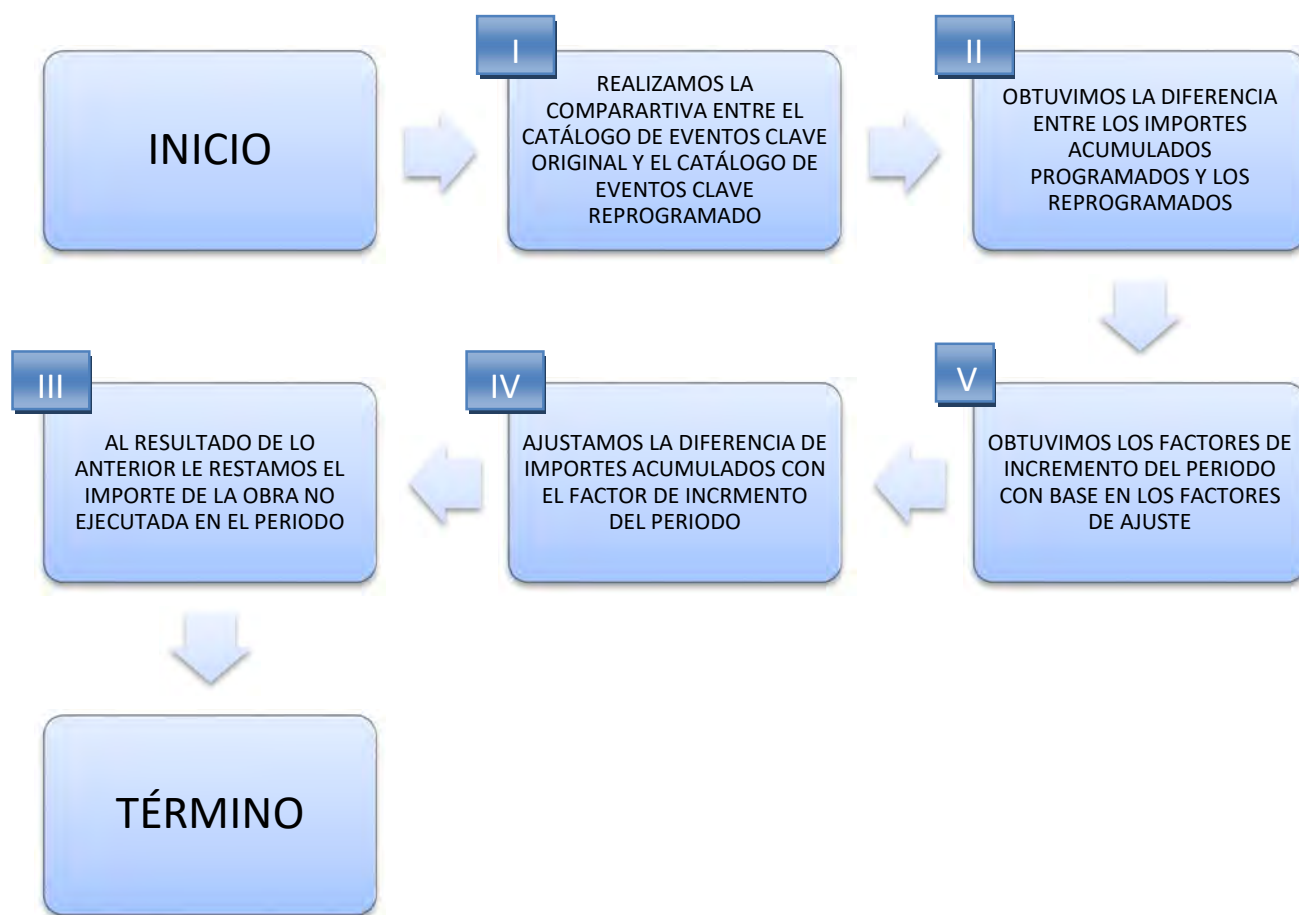 INICIO
I
REALIZAMOS LA
COMPARARTIVA ENTRE EL
CATÁLOGO DE EVENTOS CLAVE
ORIGINAL Y EL CATÁLOGO DE
EVENTOS CLAVE
REPROGRAMADO
II
OBTUVIMOS LA DIFERENCIA
ENTRE LOS IMPORTES
ACUMULADOS
PROGRAMADOS Y LOS
REPROGRAMADOS
V
OBTUVIMOS LOS FACTORES DE
INCREMENTO DEL PERIODO
CON BASE EN LOS FACTORES
DE AJUSTE
IV
AJUSTAMOS LA DIFERENCIA DE
IMPORTES ACUMULADOS CON
EL FACTOR DE INCRMENTO
DEL PERIODO
III
AL RESULTADO DE LO
ANTERIOR LE RESTAMOS EL
IMPORTE DE LA OBRA NO
EJECUTADA EN EL PERIODO
TÉRMINO